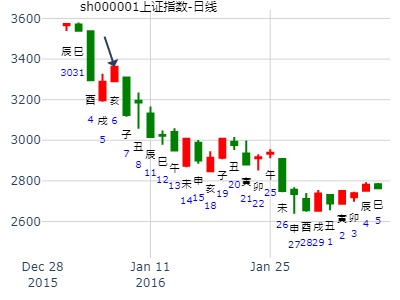 sh000001上证指数-日线
3600
3400
3200
3000
2800
2600
辰 30
巳 31
酉 4
戌 5
亥 6
子 7
丑 8
辰 11
巳 12
午 13
未 14
申 15
亥 18
子 19
丑 20
寅 21
卯 22
午 25
未 26
申 27
酉 28
戌 29
丑 1
寅 2
卯 3
辰 4
巳 5
Dec 28
2015
Jan 11
2016
Jan 25